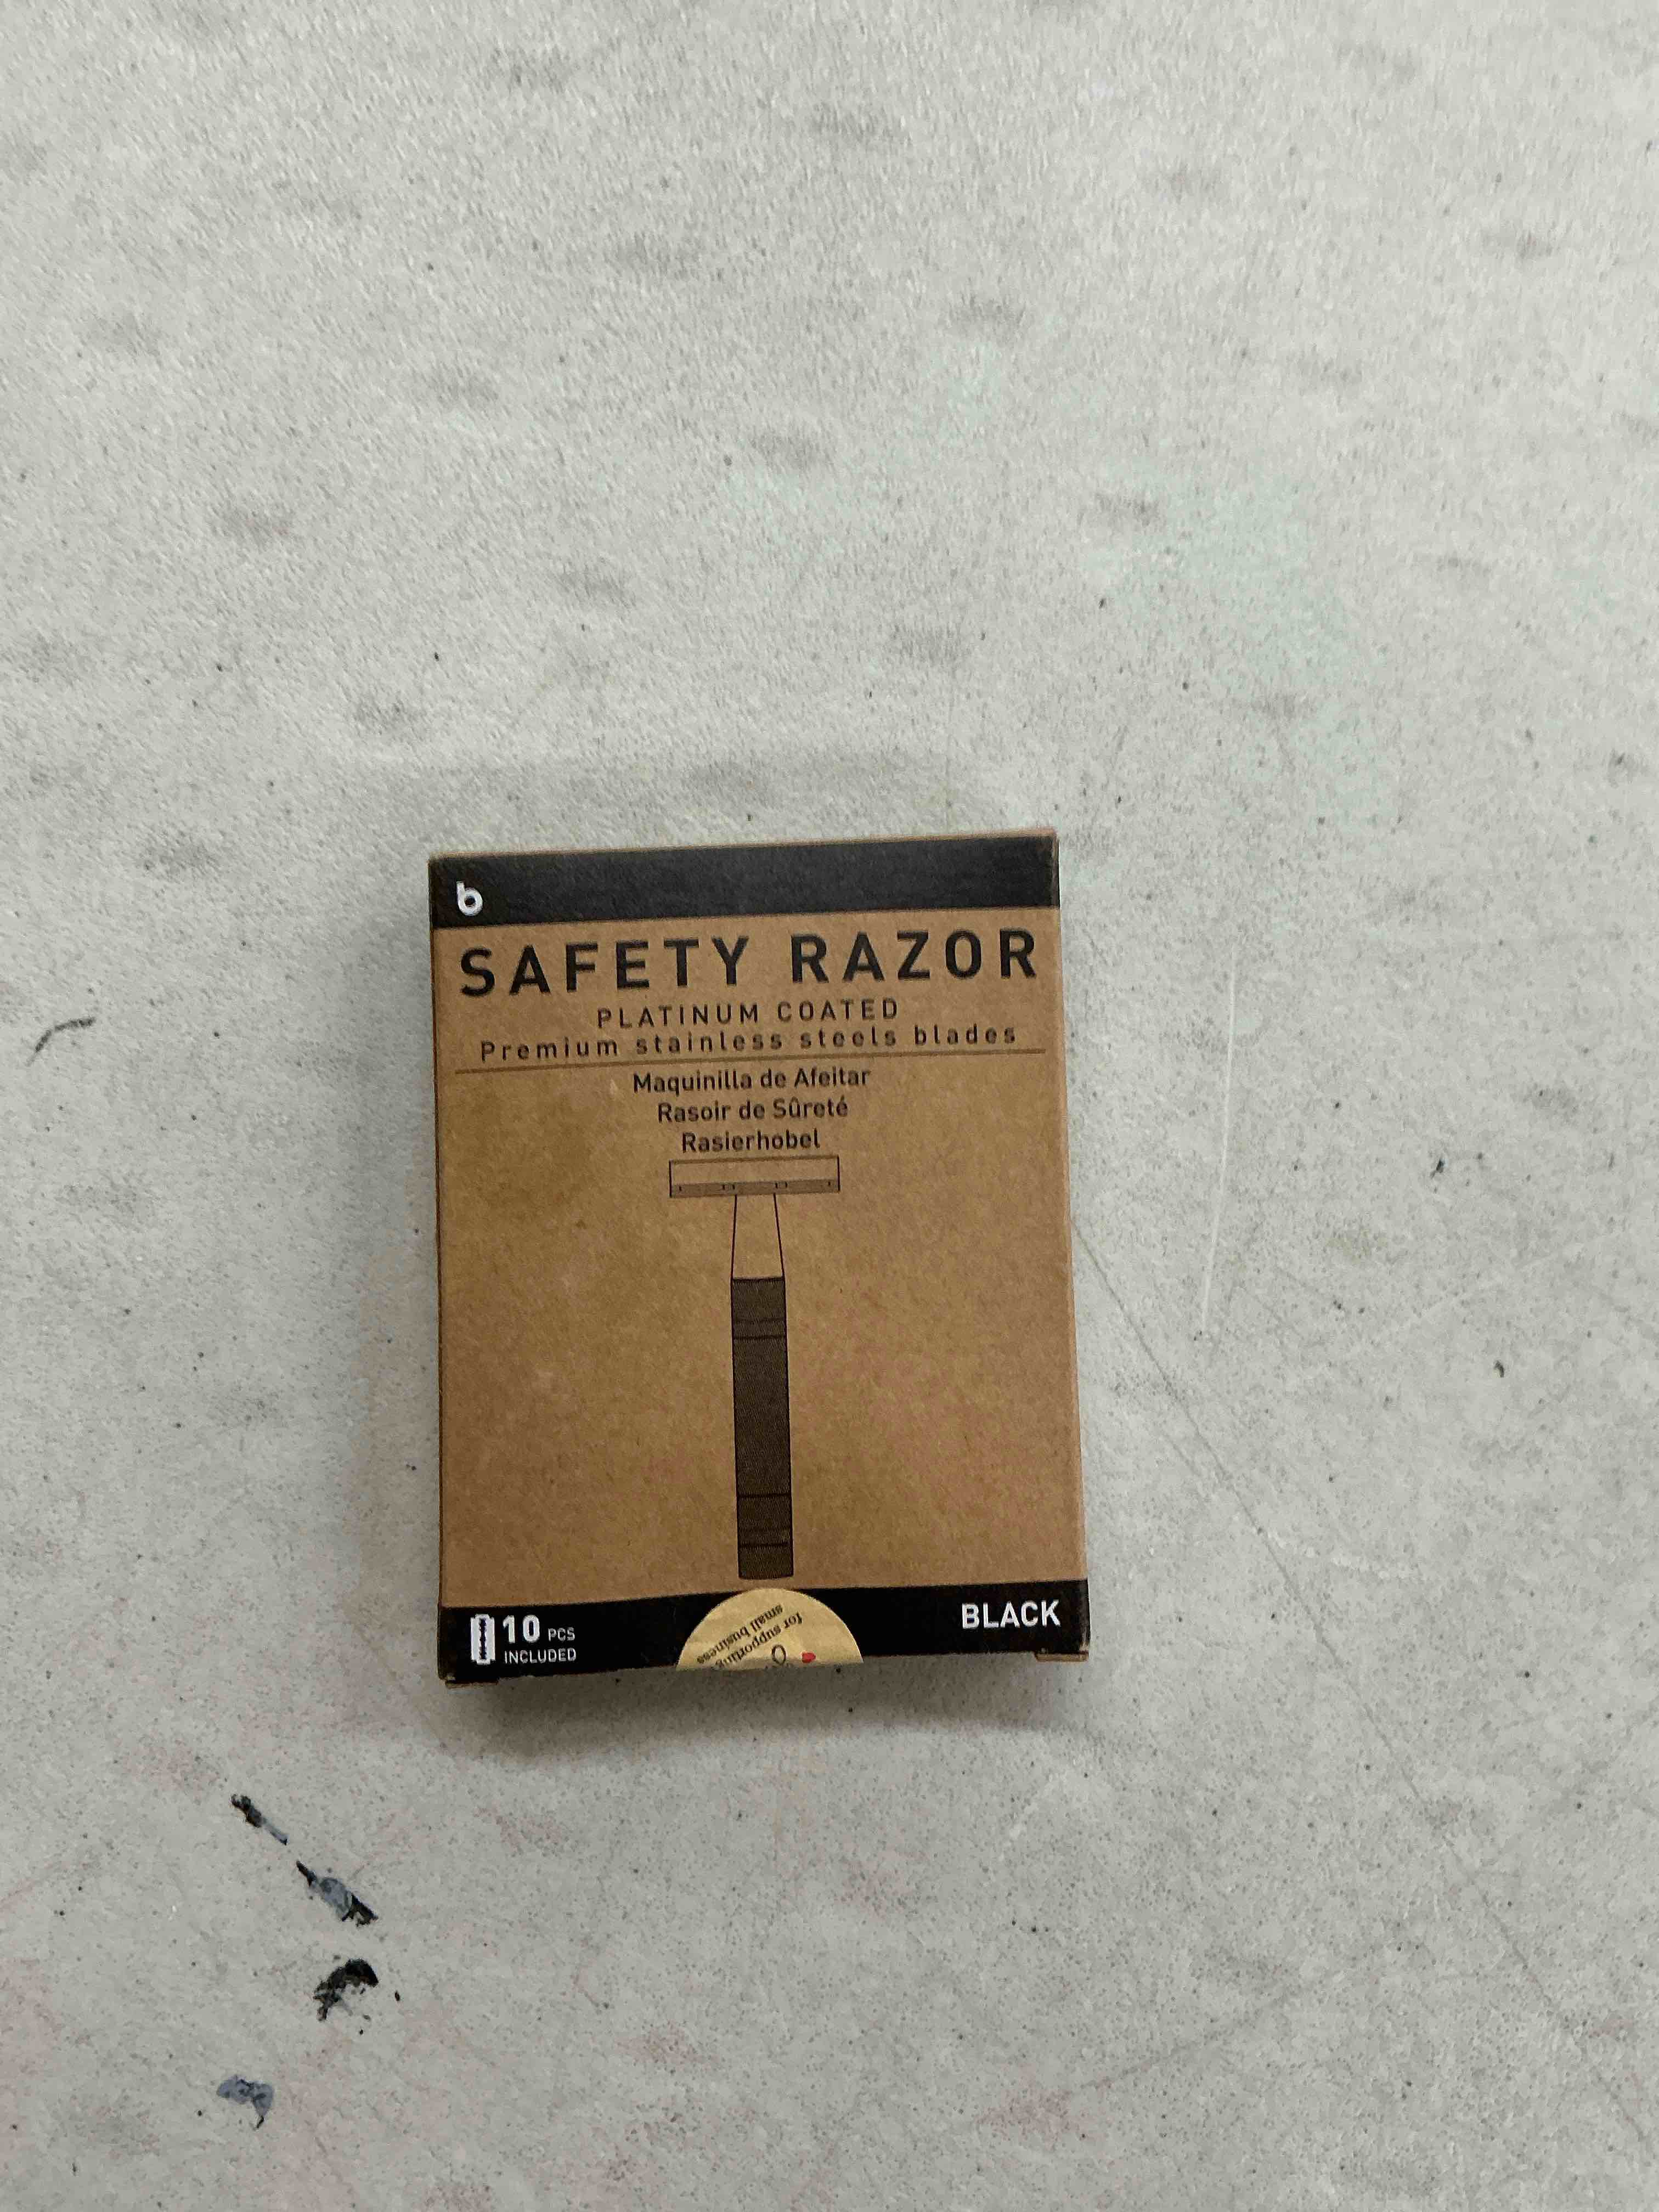 b
SAFETY RAZOR
PLATINUM COATED
Premium stainless steels blades
Maquinilla de Afeitar
Rasoir de Sûreté
Rasierhobel
10 PCS
INCLUDED
BLACK
for supporting
small business